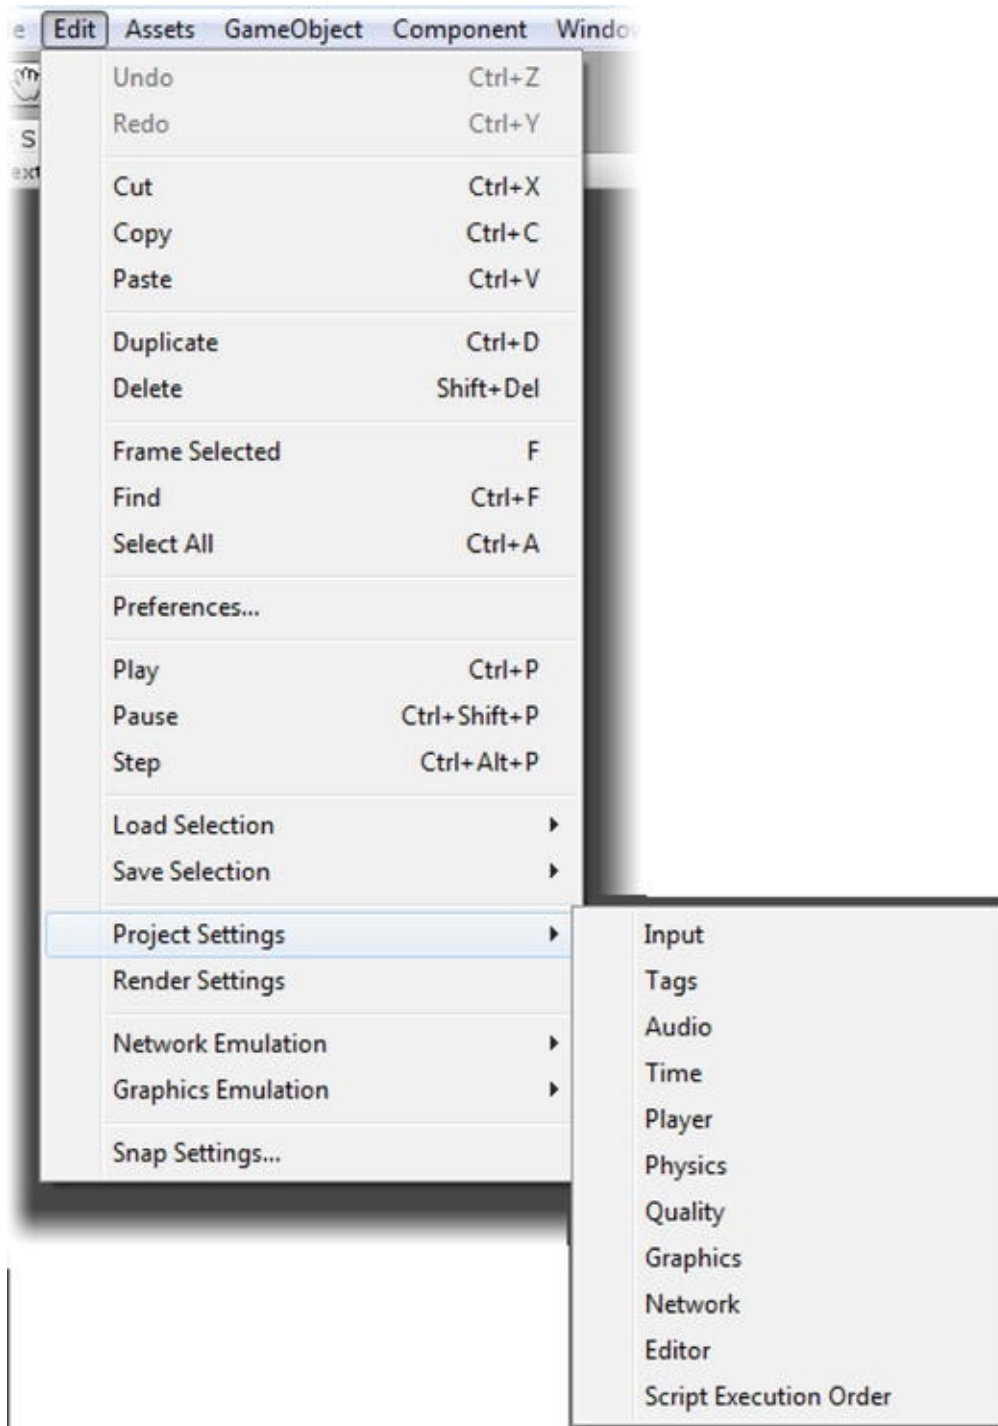 e Edit Assets GameObject Component Windo
S
ext
Undo Ctrl+Z
Redo Ctrl+Y
Cut Ctrl+X
Copy Ctrl+C
Paste Ctrl+V
Duplicate Ctrl+D
Delete Shift+Del
Frame Selected F
Find Ctrl+F
Select All Ctrl+A
Preferences...
Play Ctrl+P
Pause Ctrl+Shift+P
Step Ctrl+Alt+P
Load Selection
Save Selection
Project Settings
Render Settings
Network Emulation
Graphics Emulation
Snap Settings...
Input
Tags
Audio
Time
Player
Physics
Quality
Graphics
Network
Editor
Script Execution Order